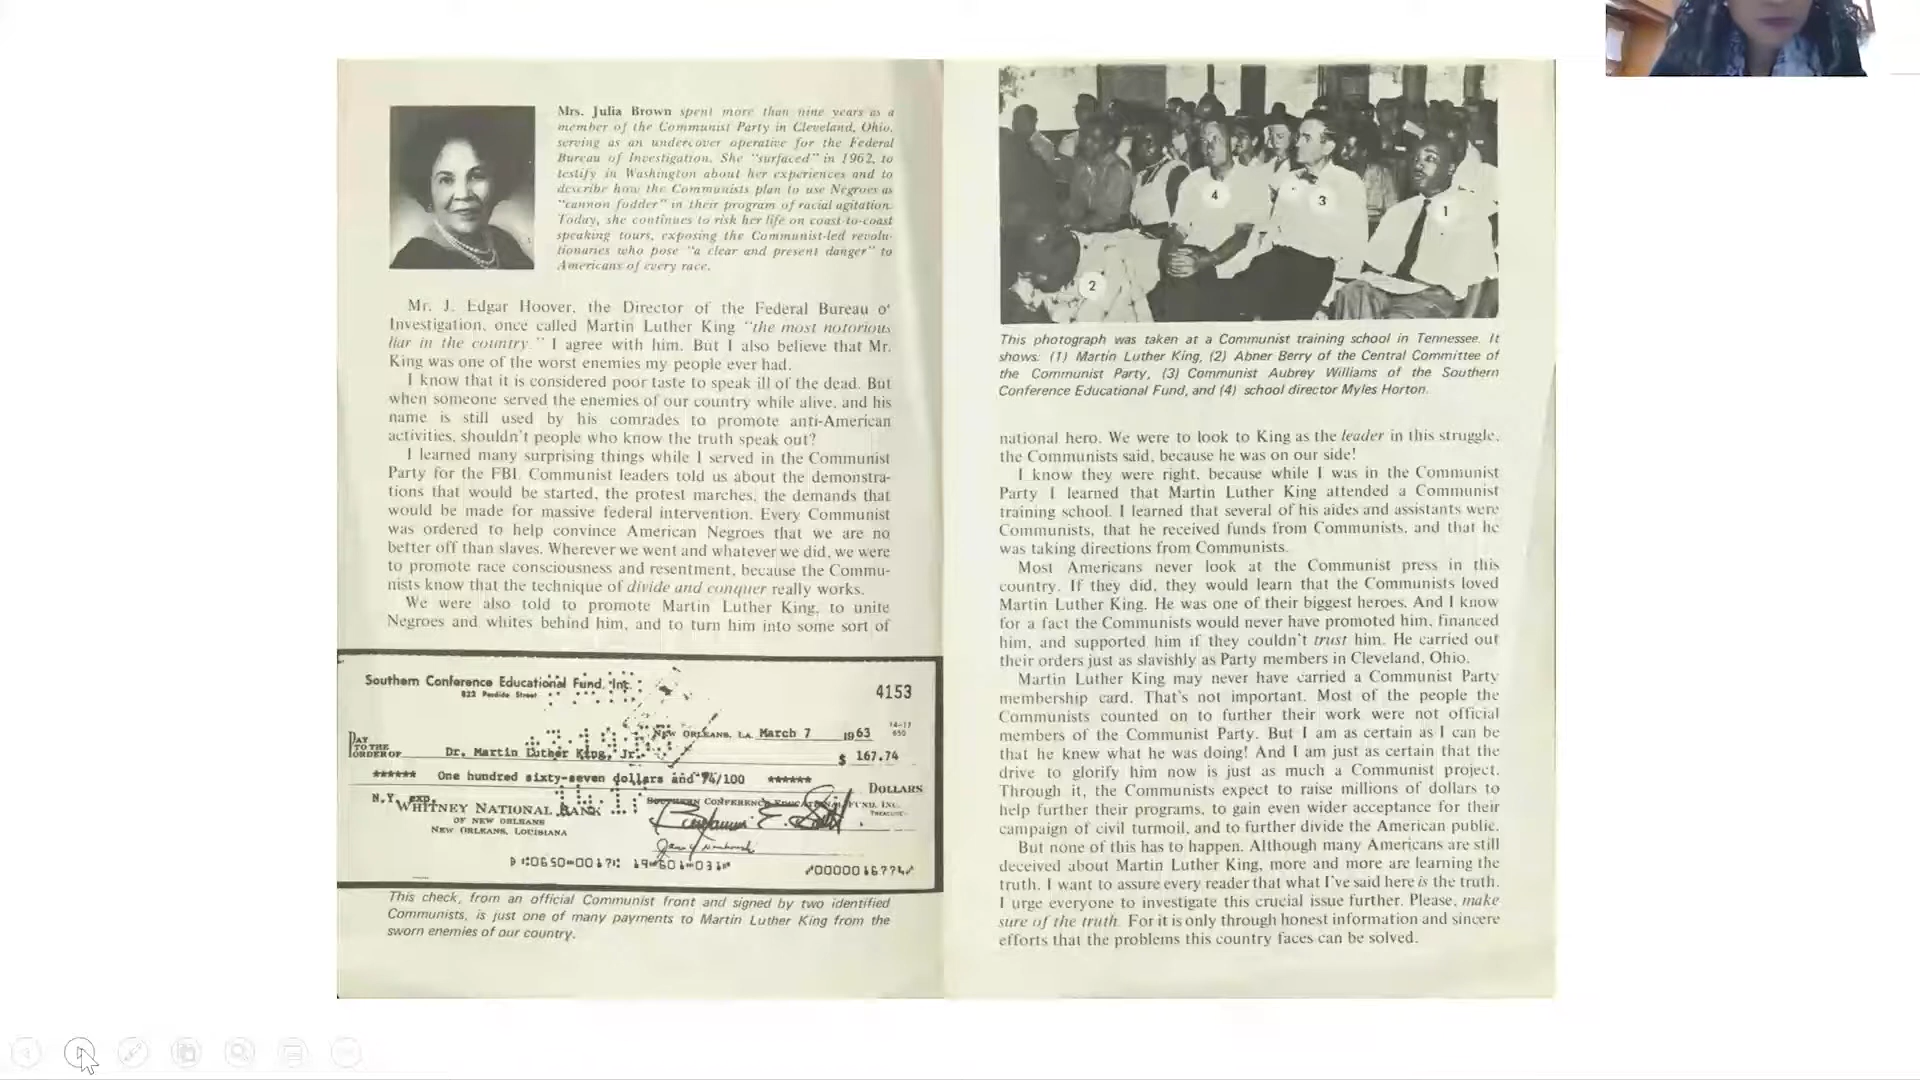 Mrs. Julia Brown spent more than nine years as a
member of the Communist Party in Cleveland, Ohio,
serving as an undercover operative for the Federal
Bureau of Investigation. She "surfaced" in 1962, to
testify in Washington about her experiences and to
describe how the Communists plan to use Negroes as
"cannon fodder" in their program of racial agitation.
Today, she continues to risk her life on coast-to-coast
speaking tours, exposing the Communist-led revolu-
tionaries who pose "a clear and present danger" to
Americans of every race.
Mr. J. Edgar Hoover, the Director of the Federal Bureau o'
Investigation, once called Martin Luther King "the most notorious
liar in the country." I agree with him. But I also believe that Mr.
King was one of the worst enemies my people ever had.
I know that it is considered poor taste to speak ill of the dead. But
when someone served the enemies of our country while alive, and his
name is still used by his comrades to promote anti-American
activities, shouldn't people who know the truth speak out?
I learned many surprising things while I served in the Communist
Party for the FBI. Communist leaders told us about the demonstra-
tions that would be started, the protest marches, the demands that
would be made for massive federal intervention. Every Communist
was ordered to help convince American Negroes that we are no
better off than slaves. Wherever we went and whatever we did, we were
to promote race consciousness and resentment, because the Commu-
nists know that the technique of divide and conquer really works.
We were also told to promote Martin Luther King, to unite
Negroes and whites behind him, and to turn him into some sort of
Southern Conference Educational Fund, Inc.
822 Perdido Street
4153
NEW ORLEANS, LA. March 7 1963
14-17
650
PAY
TO THE
ORDER OF Dr. Martin Luther King, Jr. $ 167.74
****** One hundred sixty-seven dollars and 74/100 ******
DOLLARS
N.Y. exp.
WHITNEY NATIONAL BANK
OF NEW ORLEANS
NEW ORLEANS, LOUISIANA
SOUTHERN CONFERENCE EDUCATIONAL FUND, INC.
TREASURER
This check, from an official Communist front and signed by two identified
Communists, is just one of many payments to Martin Luther King from the
sworn enemies of our country.
4
3
1
2
This photograph was taken at a Communist training school in Tennessee. It
shows: (1) Martin Luther King, (2) Abner Berry of the Central Committee of
the Communist Party, (3) Communist Aubrey Williams of the Southern
Conference Educational Fund, and (4) school director Myles Horton.
national hero. We were to look to King as the leader in this struggle,
the Communists said, because he was on our side!
I know they were right, because while I was in the Communist
Party I learned that Martin Luther King attended a Communist
training school. I learned that several of his aides and assistants were
Communists, that he received funds from Communists, and that he
was taking directions from Communists.
Most Americans never look at the Communist press in this
country. If they did, they would learn that the Communists loved
Martin Luther King. He was one of their biggest heroes. And I know
for a fact the Communists would never have promoted him, financed
him, and supported him if they couldn't trust him. He carried out
their orders just as slavishly as Party members in Cleveland, Ohio.
Martin Luther King may never have carried a Communist Party
membership card. That's not important. Most of the people the
Communists counted on to further their work were not official
members of the Communist Party. But I am as certain as I can be
that he knew what he was doing! And I am just as certain that the
drive to glorify him now is just as much a Communist project.
Through it, the Communists expect to raise millions of dollars to
help further their programs, to gain even wider acceptance for their
campaign of civil turmoil, and to further divide the American public.
But none of this has to happen. Although many Americans are still
deceived about Martin Luther King, more and more are learning the
truth. I want to assure every reader that what I've said here is the truth.
I urge everyone to investigate this crucial issue further. Please, make
sure of the truth. For it is only through honest information and sincere
efforts that the problems this country faces can be solved.